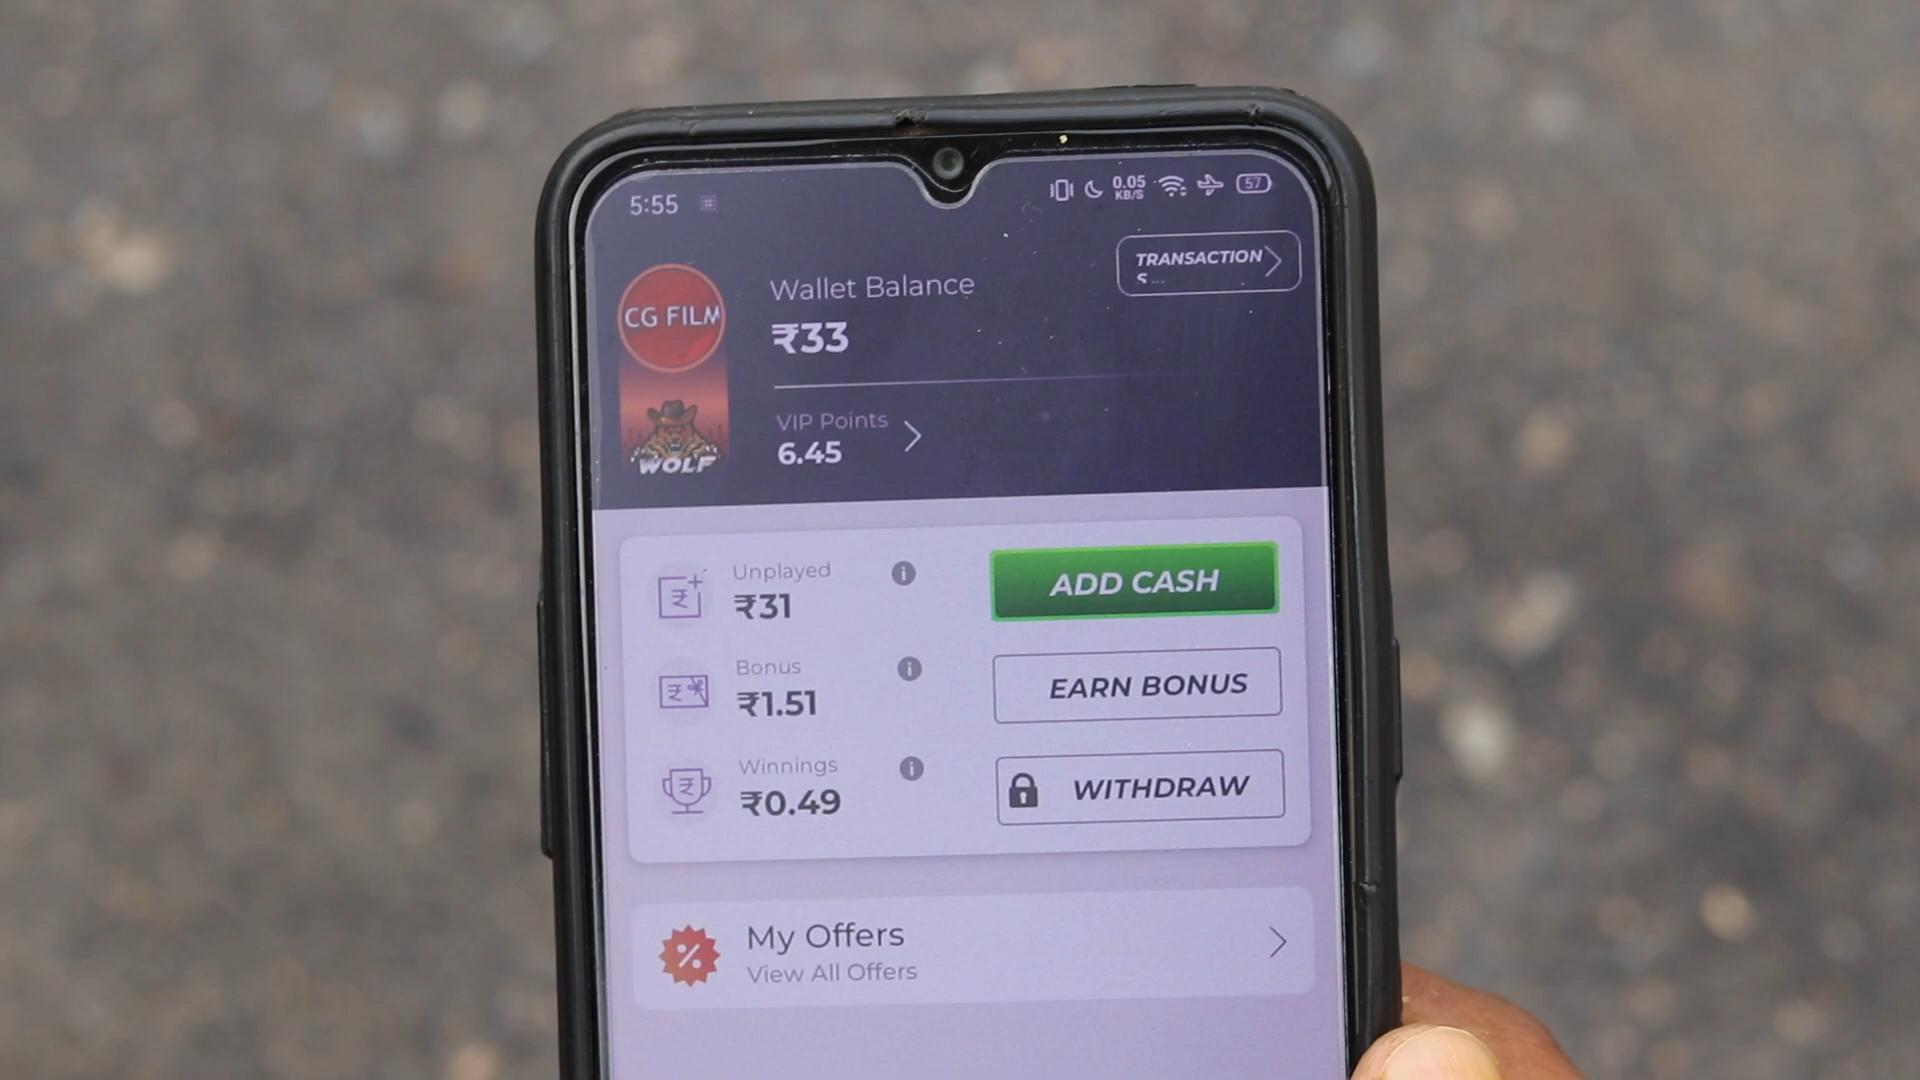 5:55
0.05
KB/S
57
TRANSACTION
S ...
CG FILM
WOLF
Wallet Balance
₹33
VIP Points
6.45
Unplayed
₹31
ADD CASH
Bonus
₹1.51
EARN BONUS
Winnings
₹0.49
WITHDRAW
My Offers
View All Offers